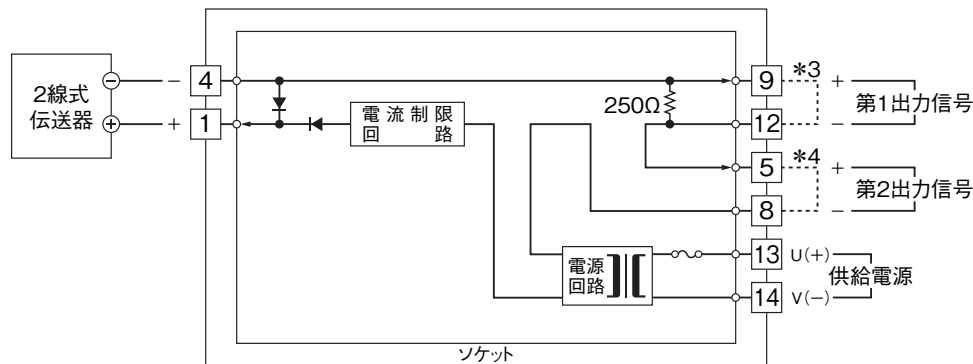 2線式
伝送器
−
+
−
4
+
1
電流制限
回　路
250Ω
9
*3
+
第1出力信号
12
−
5
*4
+
第2出力信号
8
−
電源
回路
13
U(+)
供給電源
14
V(−)
ソケット